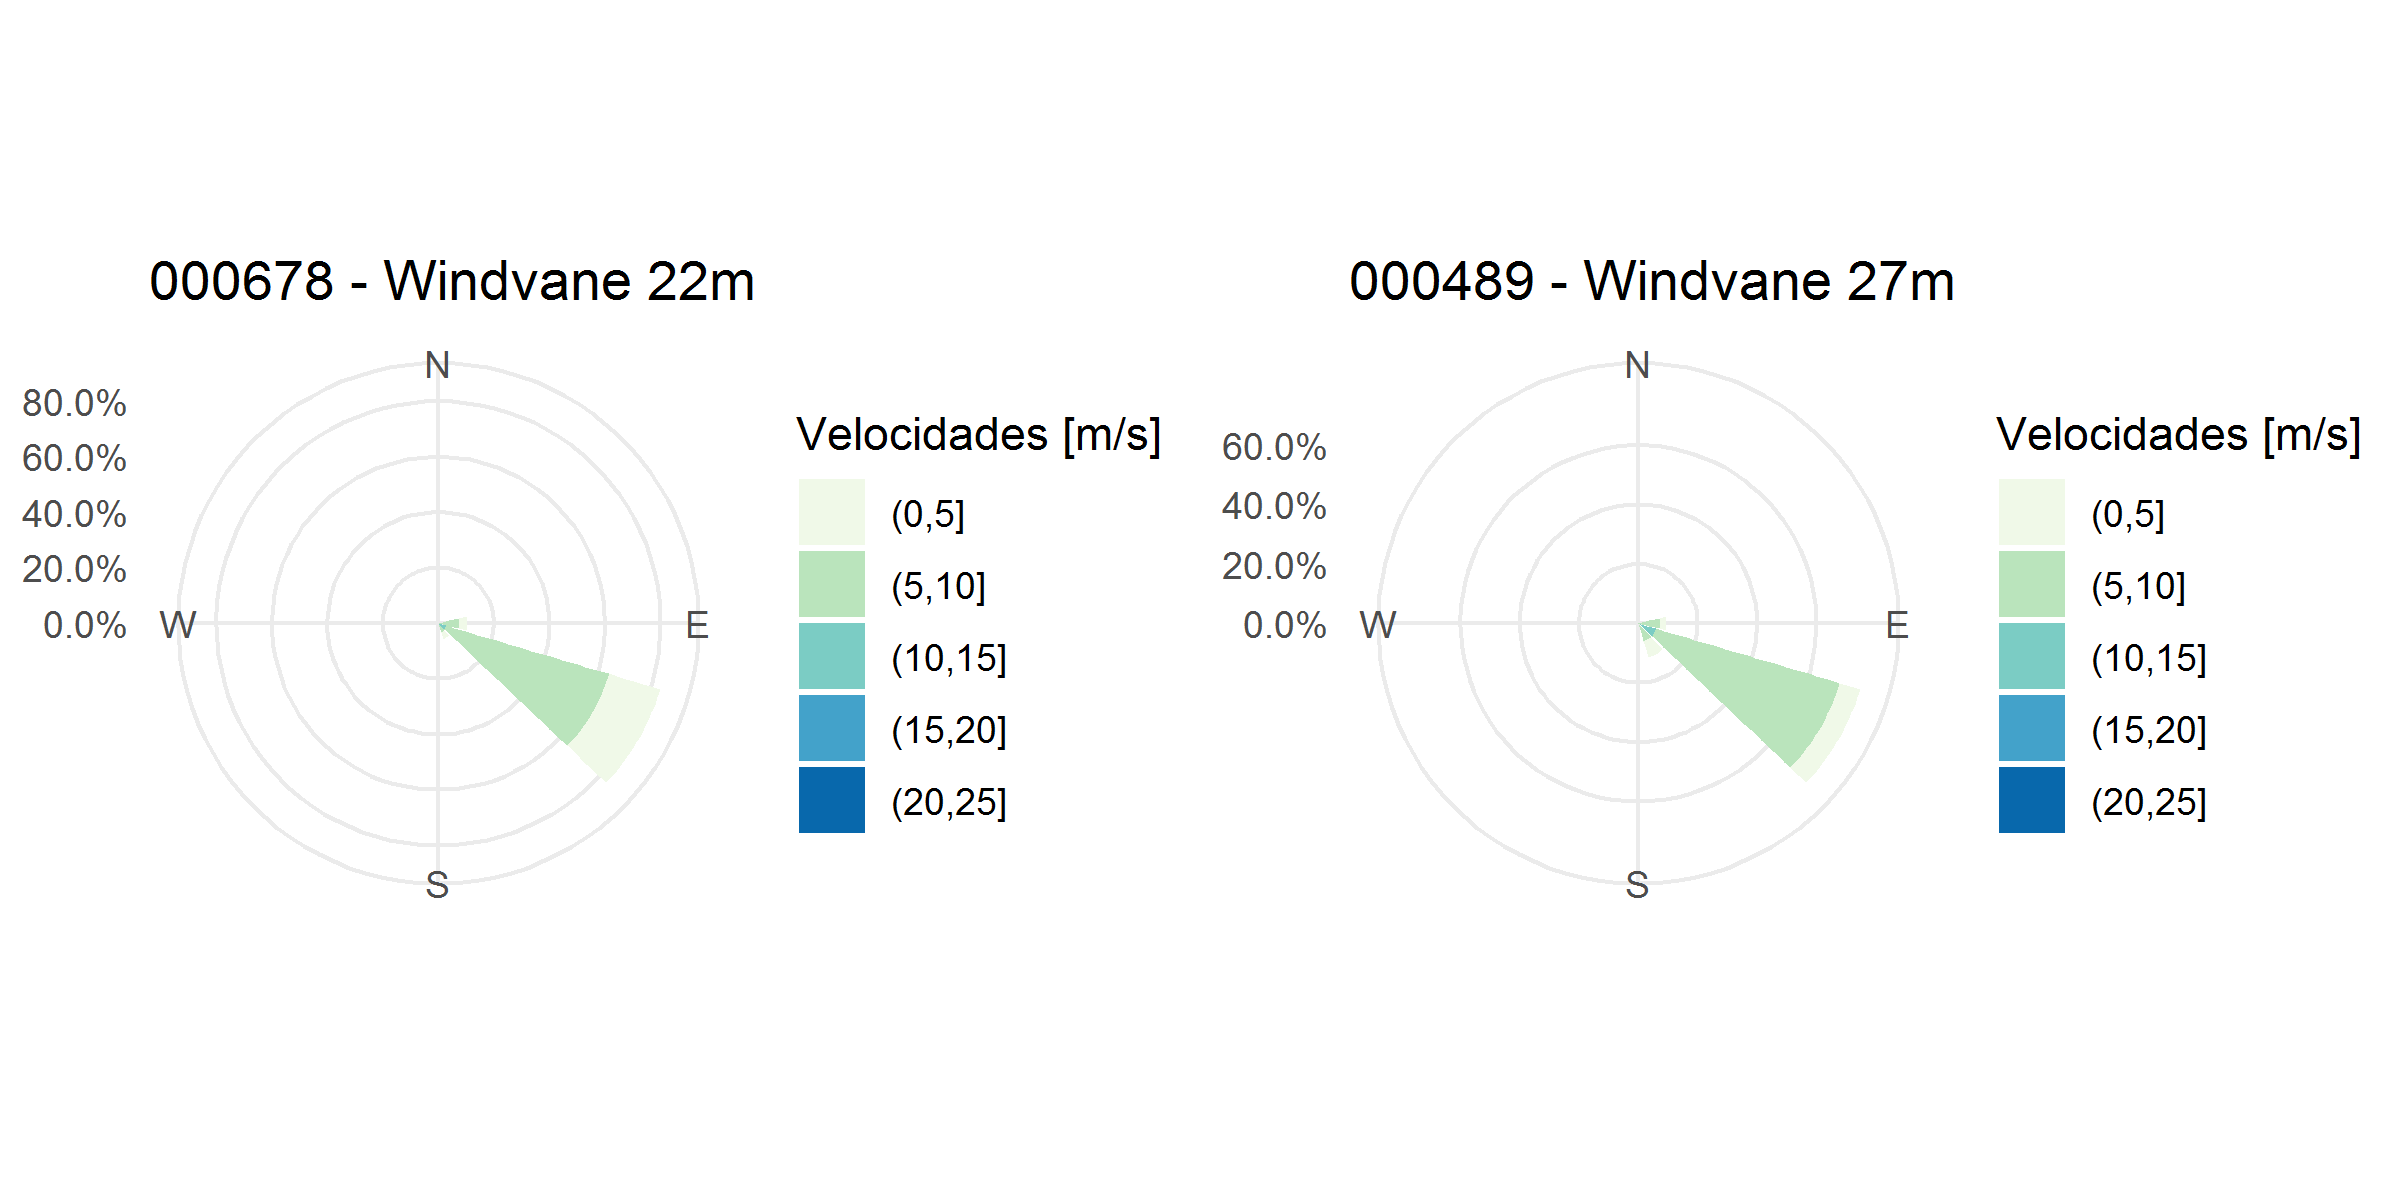 000678 - Windvane 22m
N
80.0%
60.0%
40.0%
20.0%
0.0%
W
E
S
Velocidades [m/s]
(0,5]
(5,10]
(10,15]
(15,20]
(20,25]
000489 - Windvane 27m
N
60.0%
40.0%
20.0%
0.0%
W
E
S
Velocidades [m/s]
(0,5]
(5,10]
(10,15]
(15,20]
(20,25]